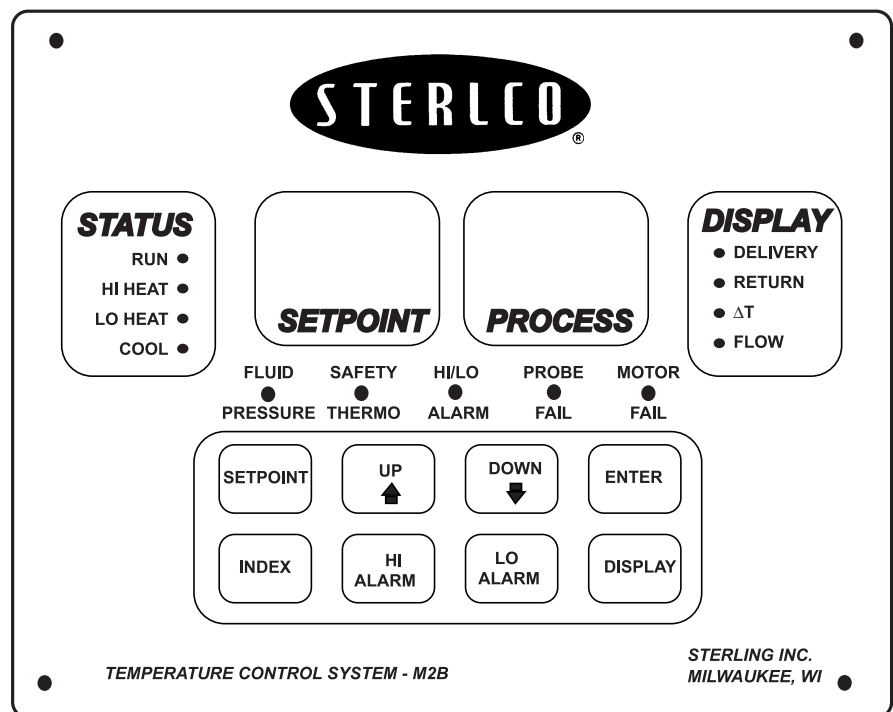 STERLCO
®
STATUS
RUN
HI HEAT
LO HEAT
COOL
SETPOINT
PROCESS
DISPLAY
DELIVERY
RETURN
ΔT
FLOW
FLUID
PRESSURE
SAFETY
THERMO
HI/LO
ALARM
PROBE
FAIL
MOTOR
FAIL
SETPOINT
UP
DOWN
ENTER
INDEX
HI
ALARM
LO
ALARM
DISPLAY
TEMPERATURE CONTROL SYSTEM - M2B
STERLING INC.
MILWAUKEE, WI